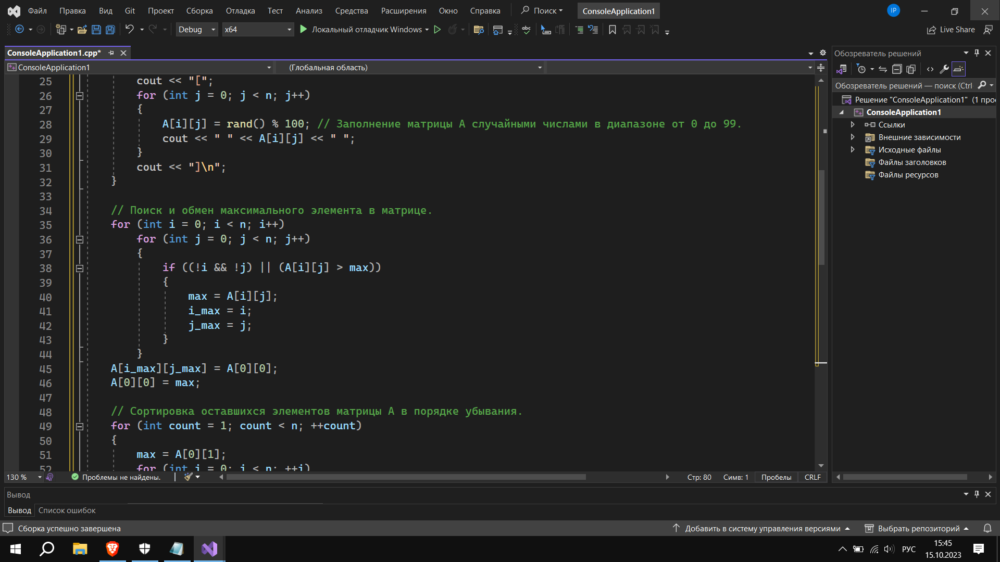 Файл Правка Вид Git Проект Сборка Отладка Тест Анализ Средства Расширения Окно Справка Поиск ConsoleApplication1 IP
Debug x64 Локальный отладчик Windows abc Live Share
ConsoleApplication1.cpp*
ConsoleApplication1 (Глобальная область)
25 cout << "[";
26 for (int j = 0; j < n; j++)
27 {
28 A[i][j] = rand() % 100; // Заполнение матрицы A случайными числами в диапазоне от 0 до 99.
29 cout << " " << A[i][j] << " ";
30 }
31 cout << "]\n";
32 }
33
34 // Поиск и обмен максимального элемента в матрице.
35 for (int i = 0; i < n; i++)
36 for (int j = 0; j < n; j++)
37 {
38 if ((!i && !j) || (A[i][j] > max))
39 {
40 max = A[i][j];
41 i_max = i;
42 j_max = j;
43 }
44 }
45 A[i_max][j_max] = A[0][0];
46 A[0][0] = max;
47
48 // Сортировка оставшихся элементов матрицы A в порядке убывания.
49 for (int count = 1; count < n; ++count)
50 {
51 max = A[0][1];
52 for (int i = 0; i < n; ++i)
130 % Проблемы не найдены. Стр: 80 Симв: 1 Пробелы CRLF
Обозреватель решений
Обозреватель решений — поиск (Ctrl
Решение "ConsoleApplication1" (1 прое
ConsoleApplication1
Ссылки
Внешние зависимости
Исходные файлы
Файлы заголовков
Файлы ресурсов
Вывод
Вывод Список ошибок
Сборка успешно завершена Добавить в систему управления версиями Выбрать репозиторий
РУС 15:45
15.10.2023